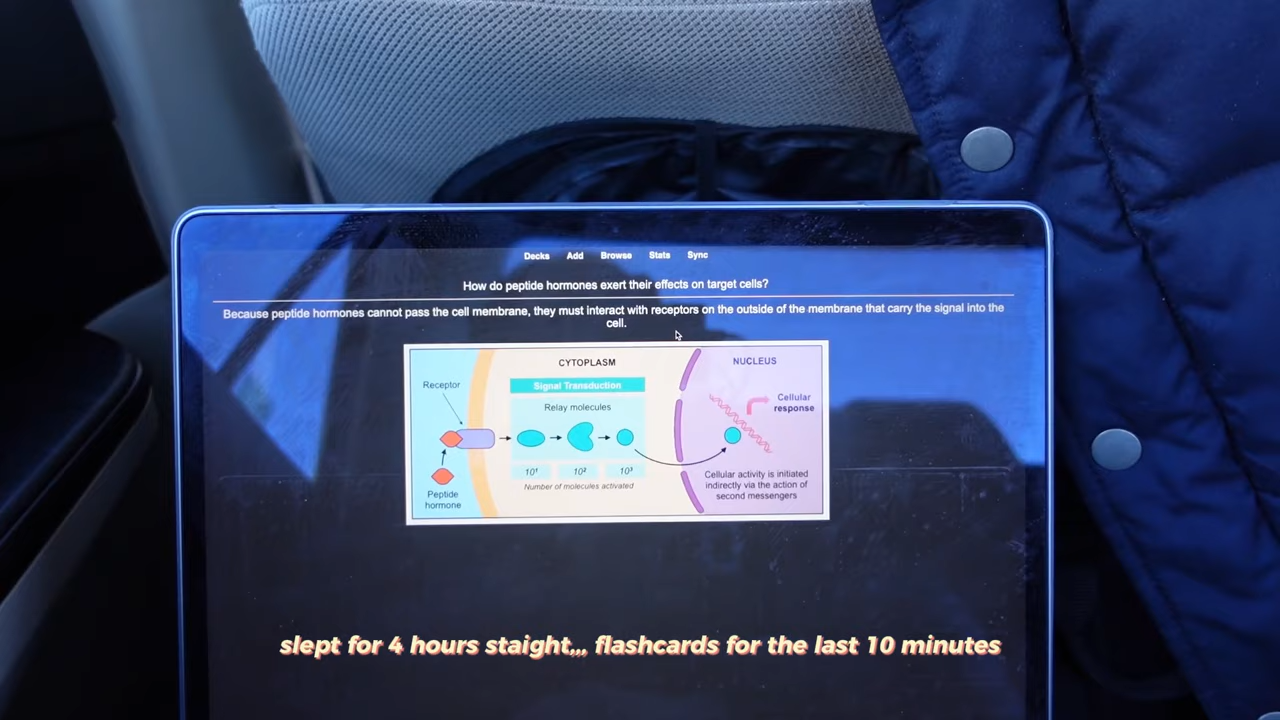 Decks Add Browse Stats Sync
How do peptide hormones exert their effects on target cells?
Because peptide hormones cannot pass the cell membrane, they must interact with receptors on the outside of the membrane that carry the signal into the
cell.
CYTOPLASM
NUCLEUS
Receptor
Signal Transduction
Relay molecules
Cellular
response
10¹ 10² 10³
Number of molecules activated
Peptide
hormone
Cellular activity is initiated
indirectly via the action of
second messengers
slept for 4 hours staight,,, flashcards for the last 10 minutes